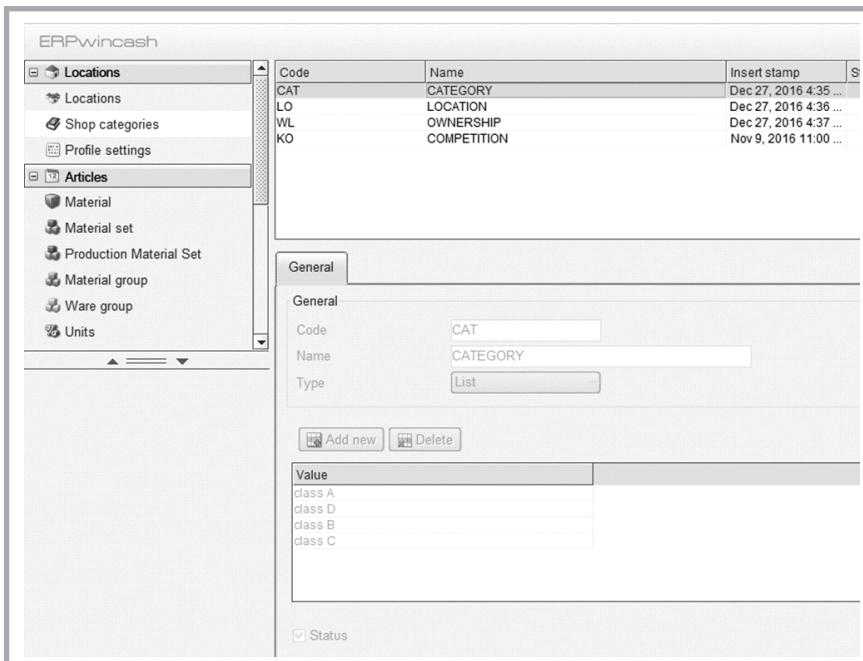 ERPwincash
Locations
Locations
Shop categories
Profile settings
Articles
Material
Material set
Production Material Set
Material group
Ware group
Units
Code Name Insert stamp
CAT CATEGORY Dec 27, 2016 4:35 ...
LO LOCATION Dec 27, 2016 4:36 ...
WL OWNERSHIP Dec 27, 2016 4:37 ...
KO COMPETITION Nov 9, 2016 11:00 ...
General
General
Code CAT
Name CATEGORY
Type List
Add new Delete
Value
class A
class D
class B
class C
Status